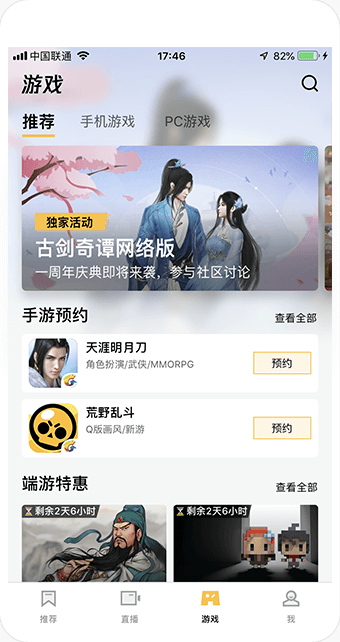 中国联通 17:46 82%
游戏
推荐 手机游戏 PC游戏
独家活动
古剑奇谭网络版
一周年庆典即将来袭，参与社区讨论
手游预约 查看全部
天涯明月刀
角色扮演/武侠/MMORPG
预约
荒野乱斗
Q版画风/新游
预约
端游特惠 查看全部
剩余2天6小时 剩余2天6小时
推荐 直播 游戏 我